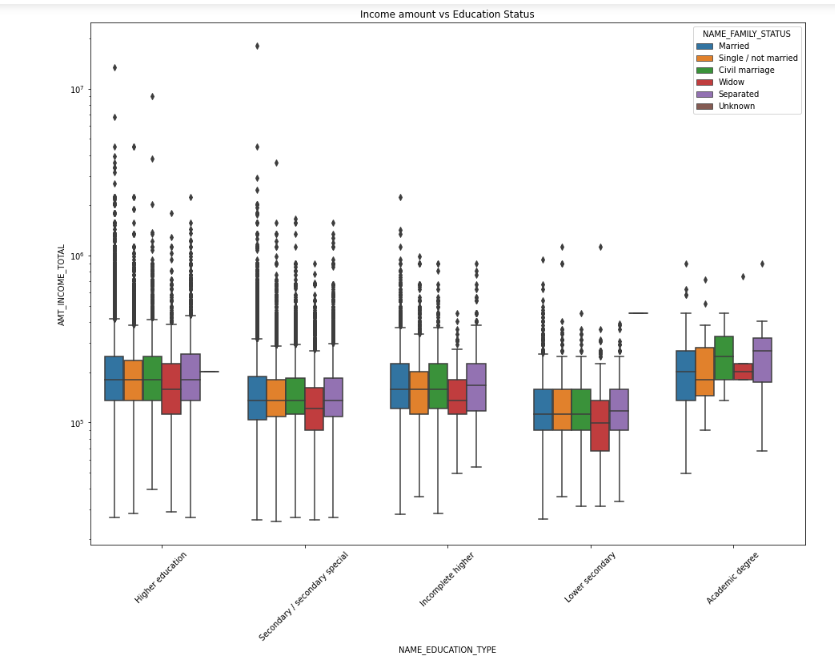 Income amount vs Education Status
NAME_FAMILY_STATUS
Married
Single / not married
Civil marriage
Widow
Separated
Unknown
10⁷
10⁶
10⁵
AMT_INCOME_TOTAL
Higher education
Secondary / secondary special
Incomplete higher
Lower secondary
Academic degree
NAME_EDUCATION_TYPE